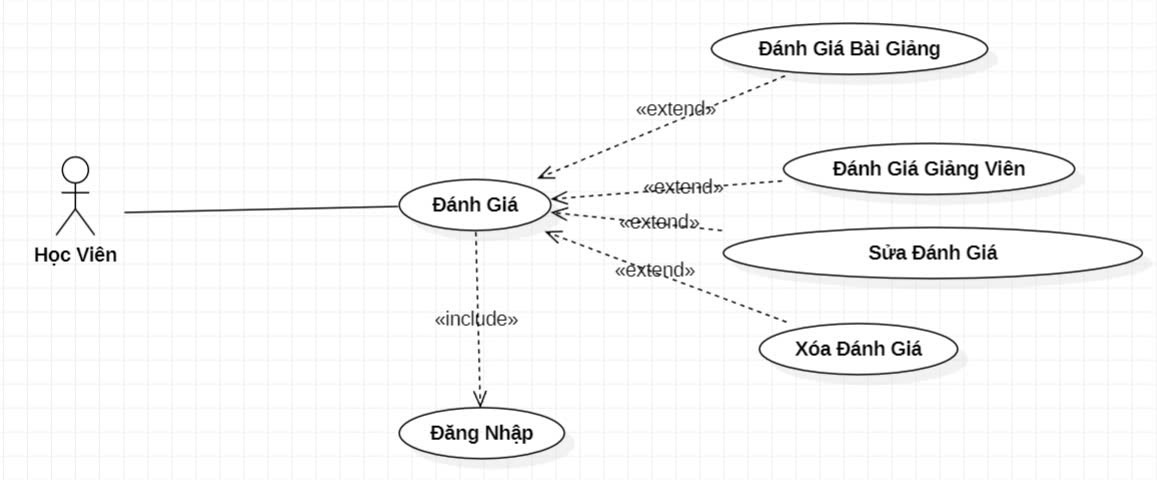 Đánh Giá Bài Giảng
«extend»
Đánh Giá Giảng Viên
«extend»
Đánh Giá
«extend»
Học Viên
Sửa Đánh Giá
«extend»
«include»
Xóa Đánh Giá
Đăng Nhập